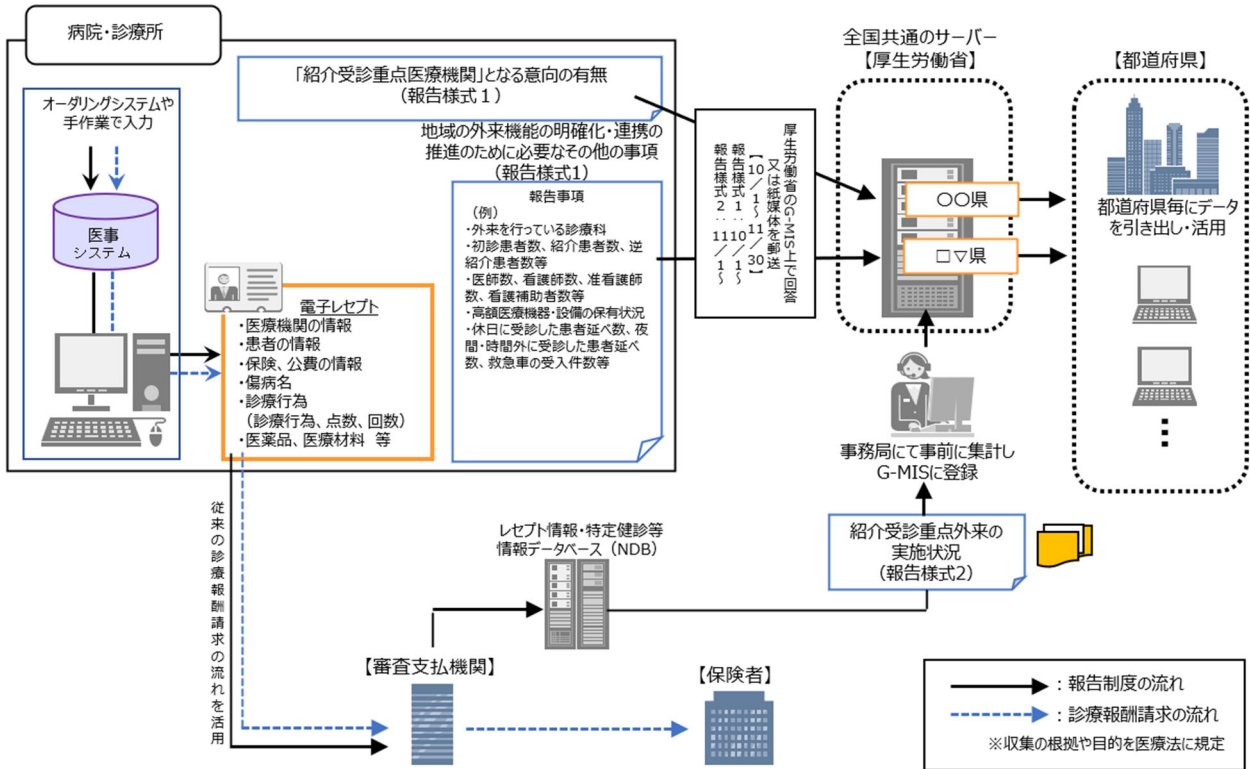 病院・診療所
オーダリングシステムや
手作業で入力
医事
システム
電子レセプト
・医療機関の情報
・患者の情報
・保険、公費の情報
・傷病名
・診療行為
（診療行為、点数、回数）
・医薬品、医療材料 等
「紹介受診重点医療機関」となる意向の有無
（報告様式１）
地域の外来機能の明確化・連携の
推進のために必要なその他の事項
（報告様式1）
報告事項
（例）
・外来を行っている診療科
・初診患者数、紹介患者数、逆
紹介患者数等
・医師数、看護師数、准看護師
数、看護補助者数等
・高額医療機器・設備の保有状況
・休日に受診した患者延べ数、夜
間・時間外に受診した患者延べ
数、救急車の受入件数等
厚生労働省のG-MIS上で回答
又は紙媒体を郵送
【10／1～11／30】
報告様式１：10／1～
報告様式２：11／1～
全国共通のサーバー
【厚生労働省】
○○県
□▽県
事務局にて事前に集計し
G-MISに登録
【都道府県】
都道府県毎にデータ
を引き出し・活用
紹介受診重点外来の
実施状況
（報告様式2）
レセプト情報・特定健診等
情報データベース（NDB）
従来の診療報酬請求の流れを活用
【審査支払機関】
【保険者】
：報告制度の流れ
：診療報酬請求の流れ
※収集の根拠や目的を医療法に規定